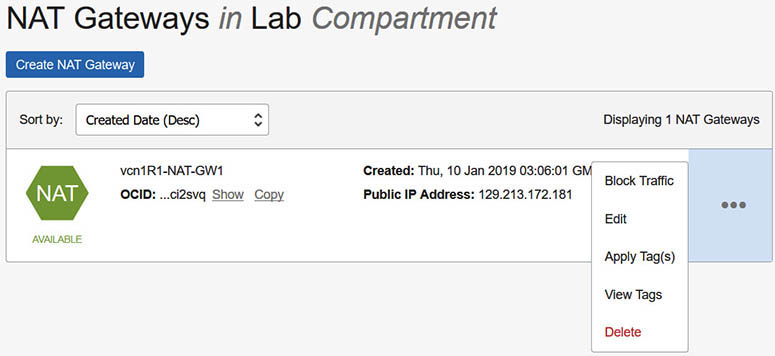 NAT Gateways in Lab Compartment
Create NAT Gateway
Sort by: Created Date (Desc) Displaying 1 NAT Gateways
NAT
AVAILABLE
vcn1R1-NAT-GW1
OCID: ...ci2svq Show Copy
Created: Thu, 10 Jan 2019 03:06:01 GM
Public IP Address: 129.213.172.181
Block Traffic
Edit
Apply Tag(s)
View Tags
Delete